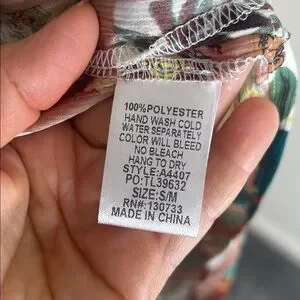 100%POLYESTER
HAND WASH COLD
WATER SEPARATELY
COLOR WILL BLEED
NO BLEACH
HANG TO DRY
STYLE:A4407
PO:TL39632
SIZE:S/M
RN#:130733
MADE IN CHINA